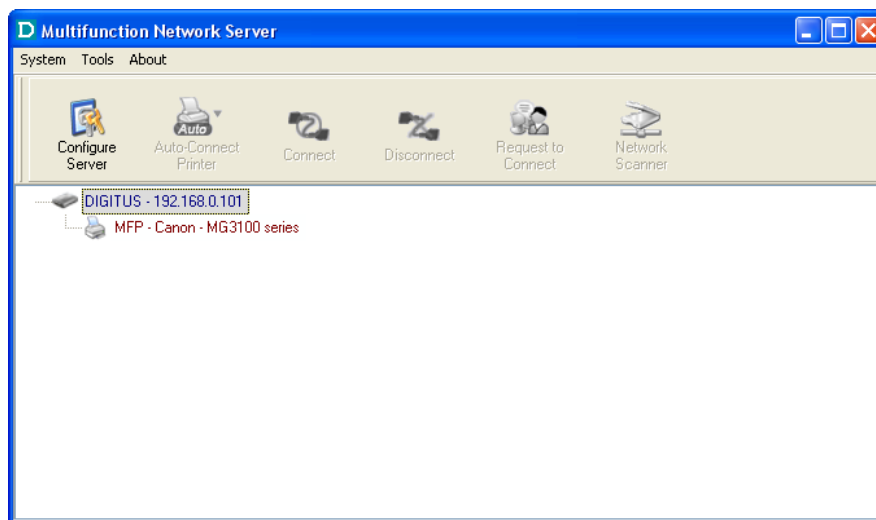 D Multifunction Network Server
System Tools About
Configure Server
Auto-Connect Printer
Auto
Connect
Disconnect
Request to Connect
Network Scanner
DIGITUS - 192.168.0.101
MFP - Canon - MG3100 series